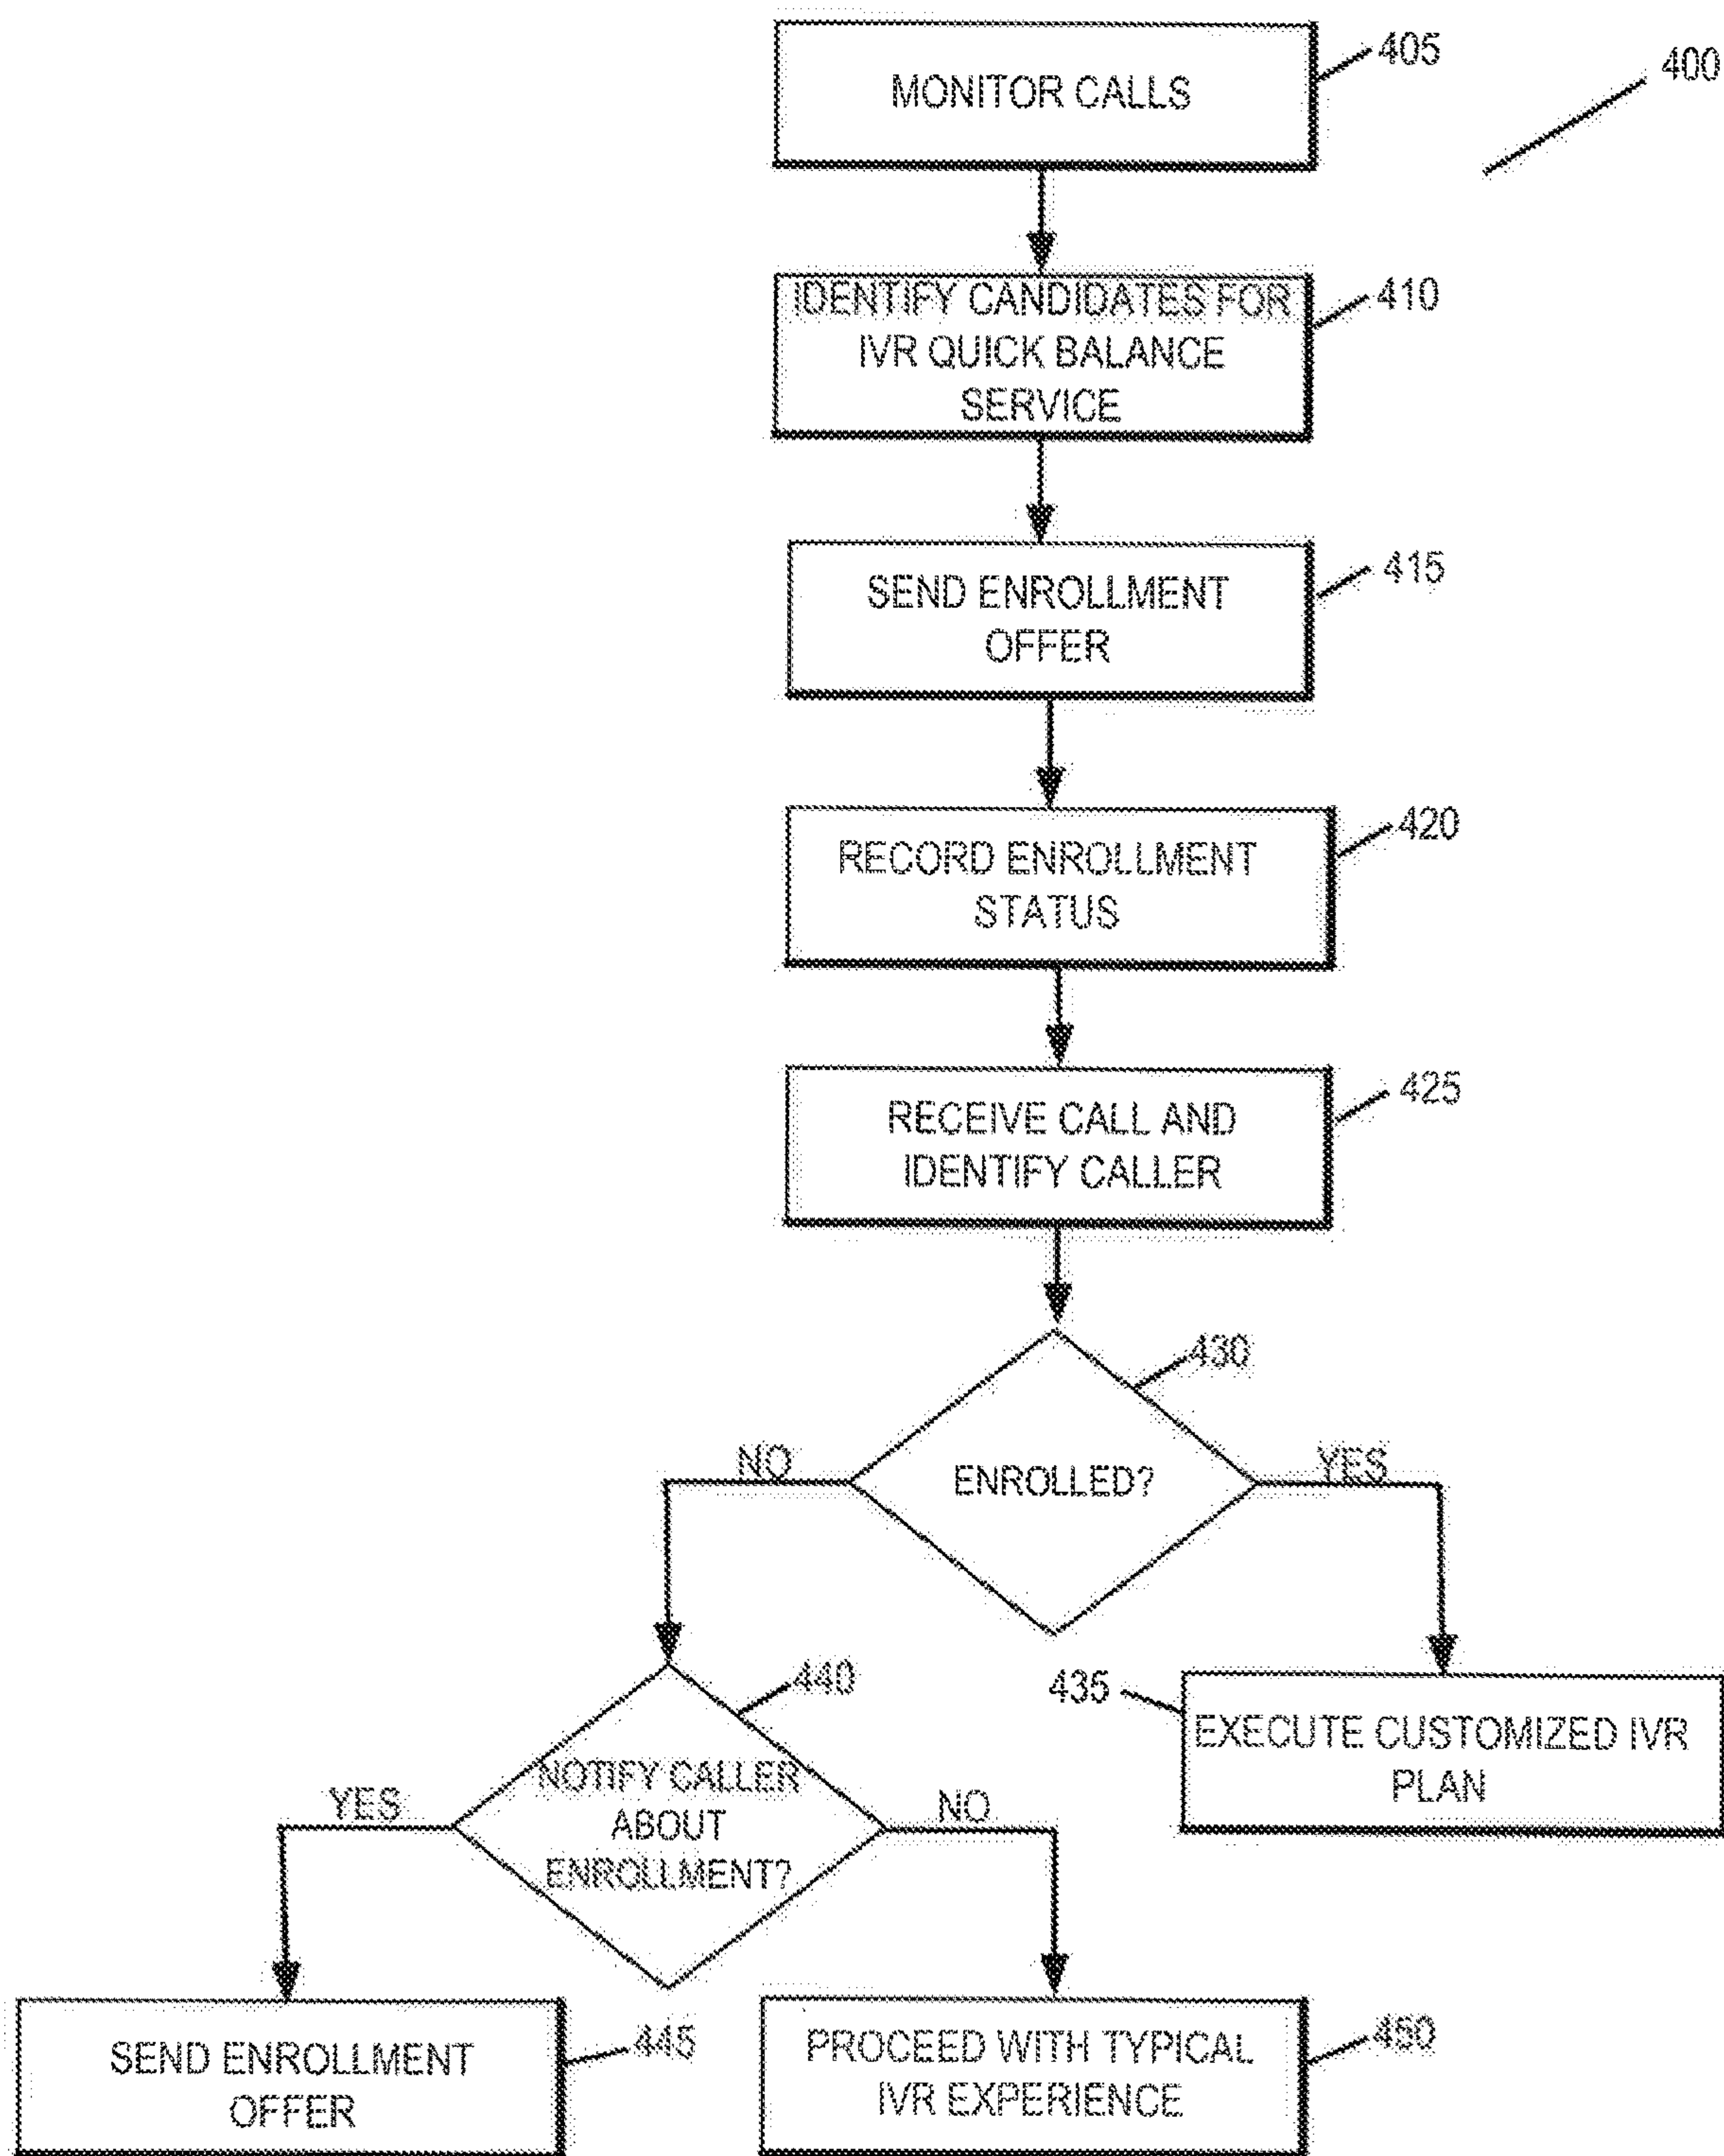 MONITOR CALLS
405
400
IDENTIFY CANDIDATES FOR
IVR QUICK BALANCE
SERVICE
410
SEND ENROLLMENT
OFFER
415
RECORD ENROLLMENT
STATUS
420
RECEIVE CALL AND
IDENTIFY CALLER
425
430
ENROLLED?
NO
YES
440
NOTIFY CALLER
ABOUT
ENROLLMENT?
YES
NO
435
EXECUTE CUSTOMIZED IVR
PLAN
SEND ENROLLMENT
OFFER
445
PROCEED WITH TYPICAL
IVR EXPERIENCE
450